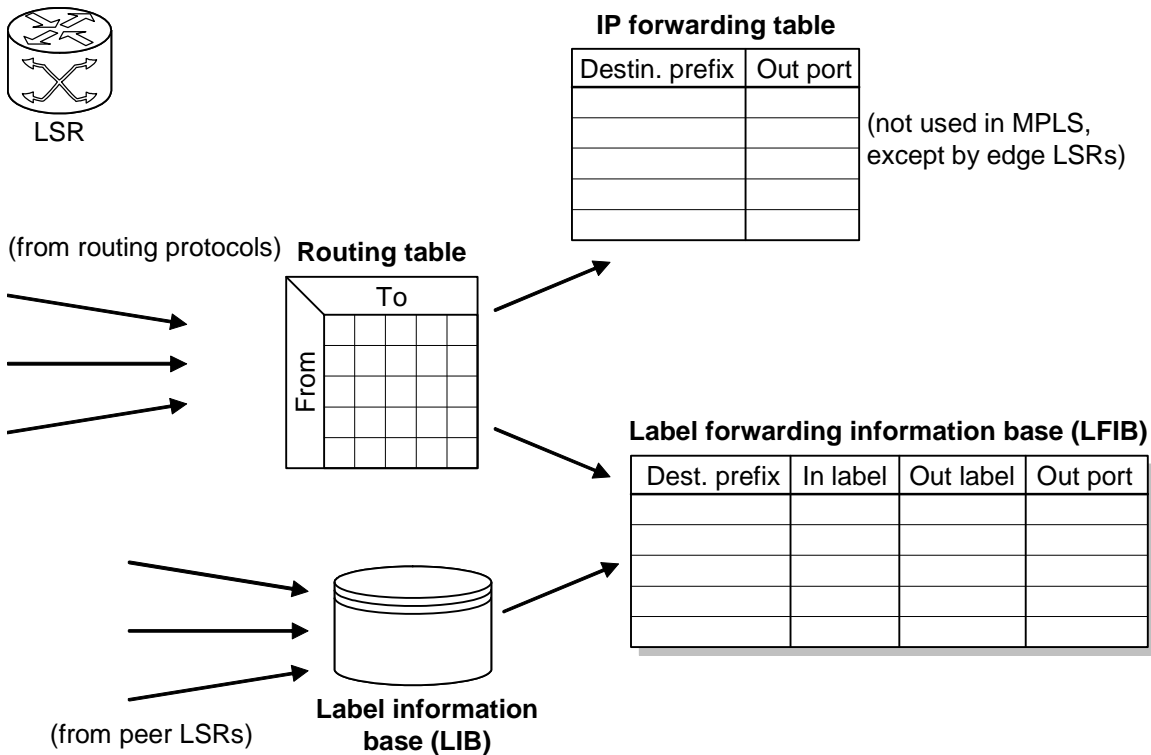 LSR
IP forwarding table
Destin. prefix Out port
(not used in MPLS,
except by edge LSRs)
(from routing protocols)
Routing table
To
From
Label forwarding information base (LFIB)
Dest. prefix In label Out label Out port
(from peer LSRs)
Label information
base (LIB)